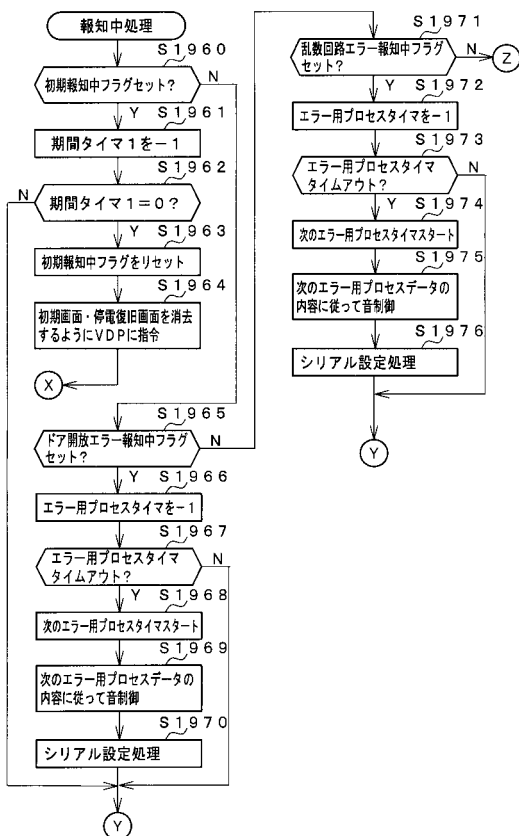 報知中処理
S1960
初期報知中フラグセット?
N
Y
S1961
期間タイマ1を-1
S1962
N
期間タイマ1=0?
Y
S1963
初期報知中フラグをリセット
S1964
初期画面・停電復旧画面を消去
するようにVDPに指令
X
S1965
ドア開放エラー報知中フラグ
セット?
N
Y
S1966
エラー用プロセスタイマを-1
S1967
エラー用プロセスタイマ
タイムアウト?
N
Y
S1968
次のエラー用プロセスタイマスタート
S1969
次のエラー用プロセスデータの
内容に従って音制御
S1970
シリアル設定処理
Y
S1971
乱数回路エラー報知中フラグ
セット?
N
Z
Y
S1972
エラー用プロセスタイマを-1
S1973
エラー用プロセスタイマ
タイムアウト?
N
Y
S1974
次のエラー用プロセスタイマスタート
S1975
次のエラー用プロセスデータの
内容に従って音制御
S1976
シリアル設定処理
Y